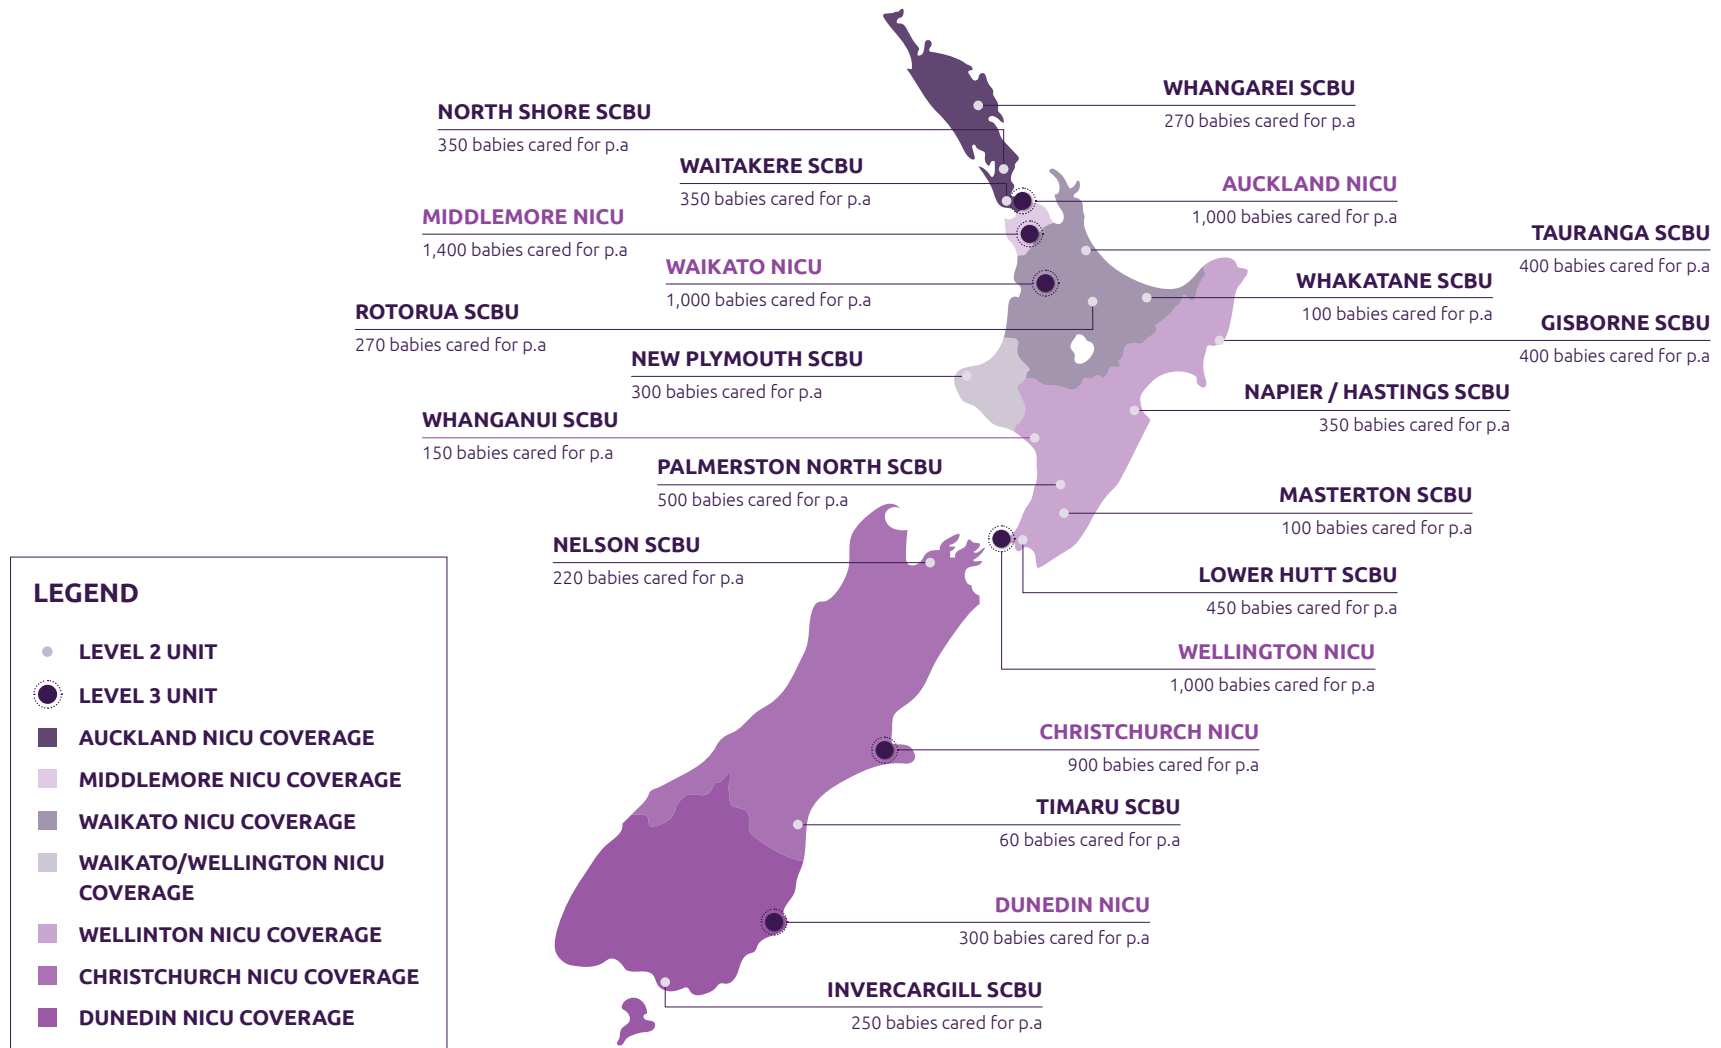 WHANGAREI SCBU
270 babies cared for p.a
NORTH SHORE SCBU
350 babies cared for p.a
WAITAKERE SCBU
350 babies cared for p.a
AUCKLAND NICU
1,000 babies cared for p.a
MIDDLEMORE NICU
1,400 babies cared for p.a
TAURANGA SCBU
400 babies cared for p.a
WAIKATO NICU
1,000 babies cared for p.a
WHAKATANE SCBU
100 babies cared for p.a
ROTORUA SCBU
270 babies cared for p.a
GISBORNE SCBU
400 babies cared for p.a
NEW PLYMOUTH SCBU
300 babies cared for p.a
NAPIER / HASTINGS SCBU
350 babies cared for p.a
WHANGANUI SCBU
150 babies cared for p.a
PALMERSTON NORTH SCBU
500 babies cared for p.a
MASTERTON SCBU
100 babies cared for p.a
NELSON SCBU
220 babies cared for p.a
LOWER HUTT SCBU
450 babies cared for p.a
WELLINGTON NICU
1,000 babies cared for p.a
CHRISTCHURCH NICU
900 babies cared for p.a
TIMARU SCBU
60 babies cared for p.a
DUNEDIN NICU
300 babies cared for p.a
INVERCARGILL SCBU
250 babies cared for p.a
LEGEND
LEVEL 2 UNIT
LEVEL 3 UNIT
AUCKLAND NICU COVERAGE
MIDDLEMORE NICU COVERAGE
WAIKATO NICU COVERAGE
WAIKATO/WELLINGTON NICU
COVERAGE
WELLINTON NICU COVERAGE
CHRISTCHURCH NICU COVERAGE
DUNEDIN NICU COVERAGE